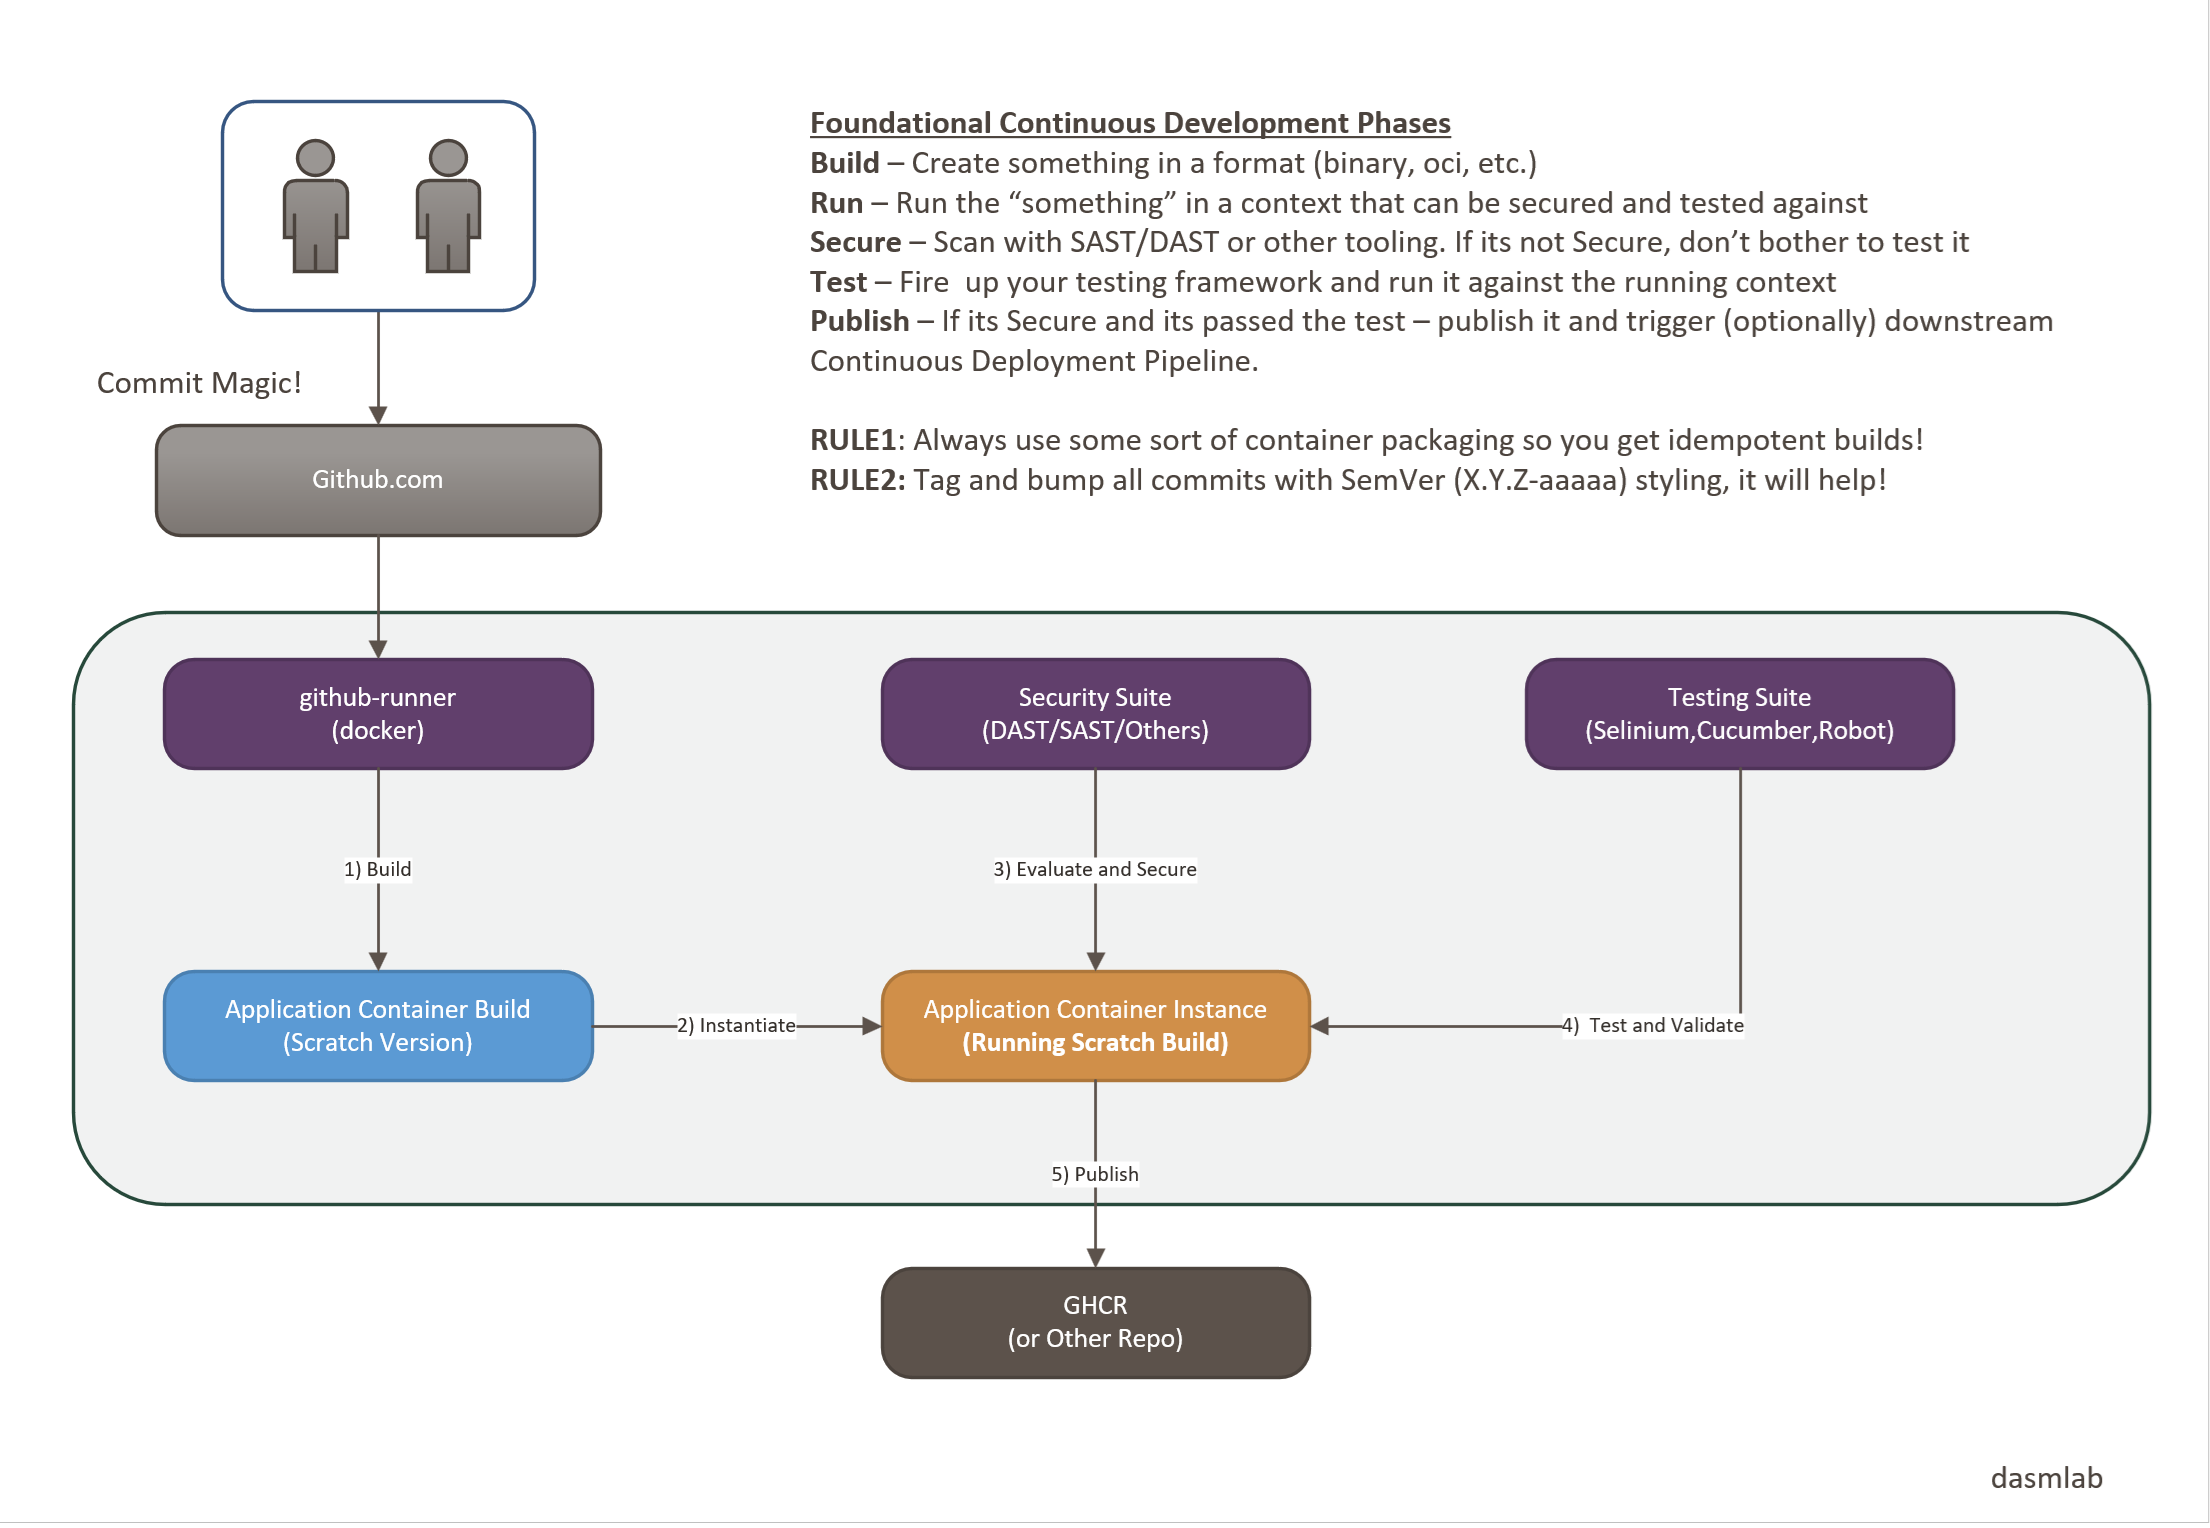 Foundational Continuous Development Phases
Build – Create something in a format (binary, oci, etc.)
Run – Run the “something” in a context that can be secured and tested against
Secure – Scan with SAST/DAST or other tooling. If its not Secure, don’t bother to test it
Test – Fire  up your testing framework and run it against the running context
Publish – If its Secure and its passed the test – publish it and trigger (optionally) downstream
Continuous Deployment Pipeline.
RULE1: Always use some sort of container packaging so you get idempotent builds!
RULE2: Tag and bump all commits with SemVer (X.Y.Z-aaaaa) styling, it will help!
Commit Magic!
Github.com
github-runner
(docker)
Security Suite
(DAST/SAST/Others)
Testing Suite
(Selinium,Cucumber,Robot)
1) Build
3) Evaluate and Secure
Application Container Build
(Scratch Version)
2) Instantiate
Application Container Instance
(Running Scratch Build)
4)  Test and Validate
5) Publish
GHCR
(or Other Repo)
dasmlab